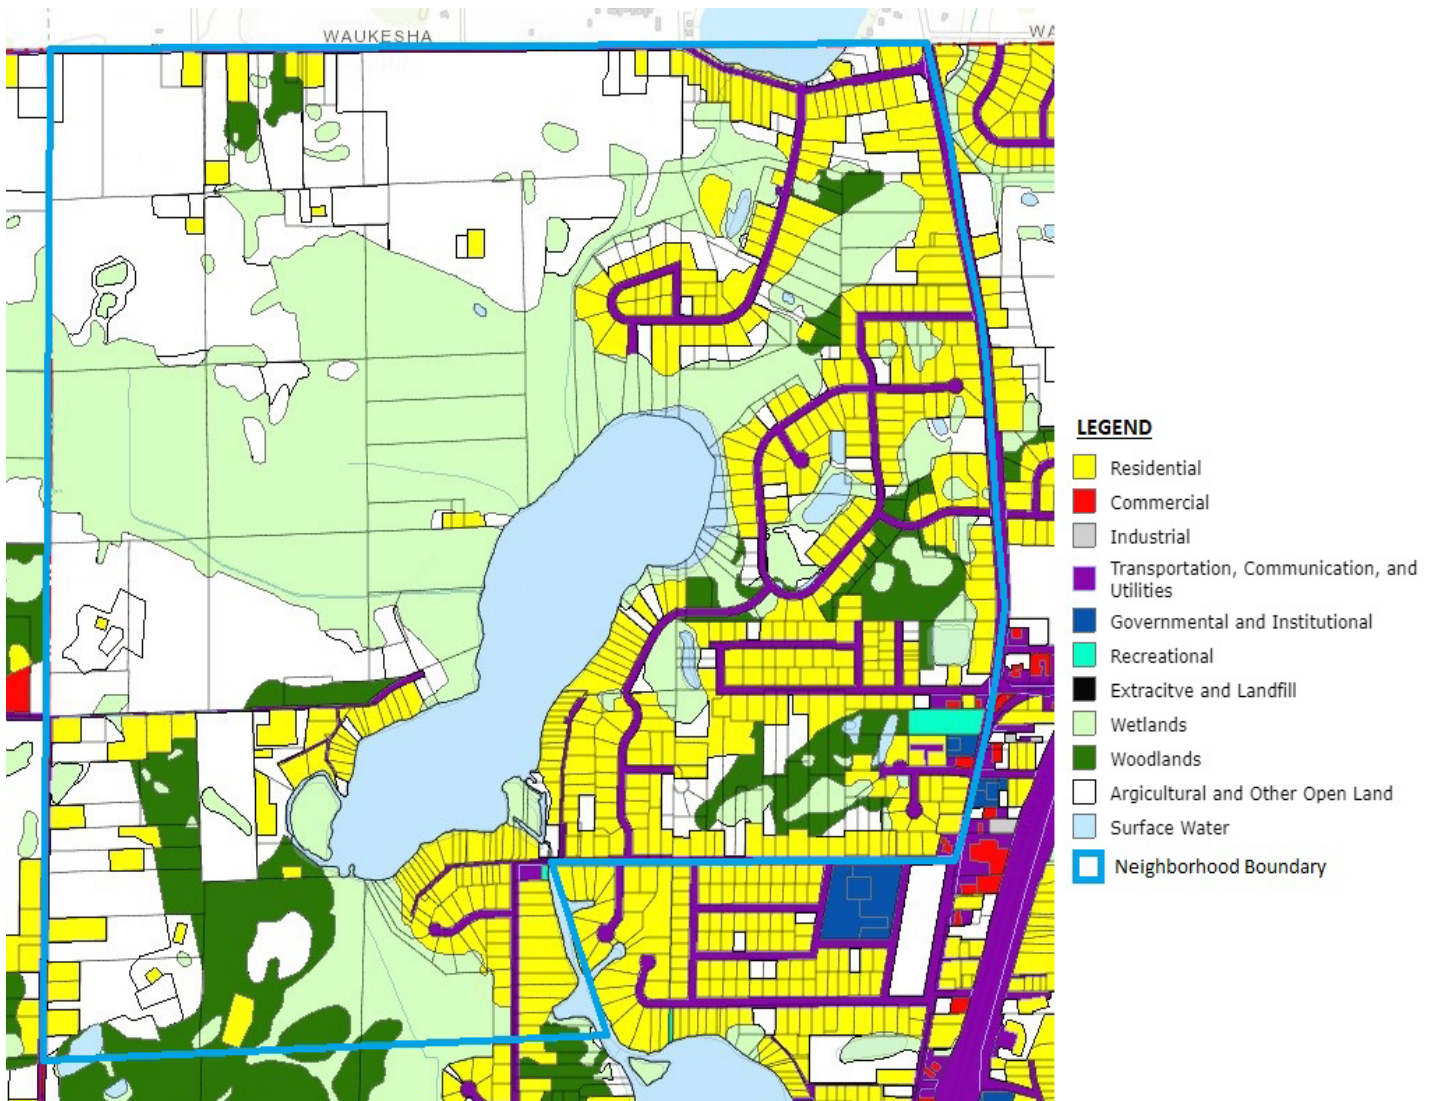 WAUKESHA
WA
LEGEND
Residential
Commercial
Industrial
Transportation, Communication, and
Utilities
Governmental and Institutional
Recreational
Extracitve and Landfill
Wetlands
Woodlands
Argicultural and Other Open Land
Surface Water
Neighborhood Boundary